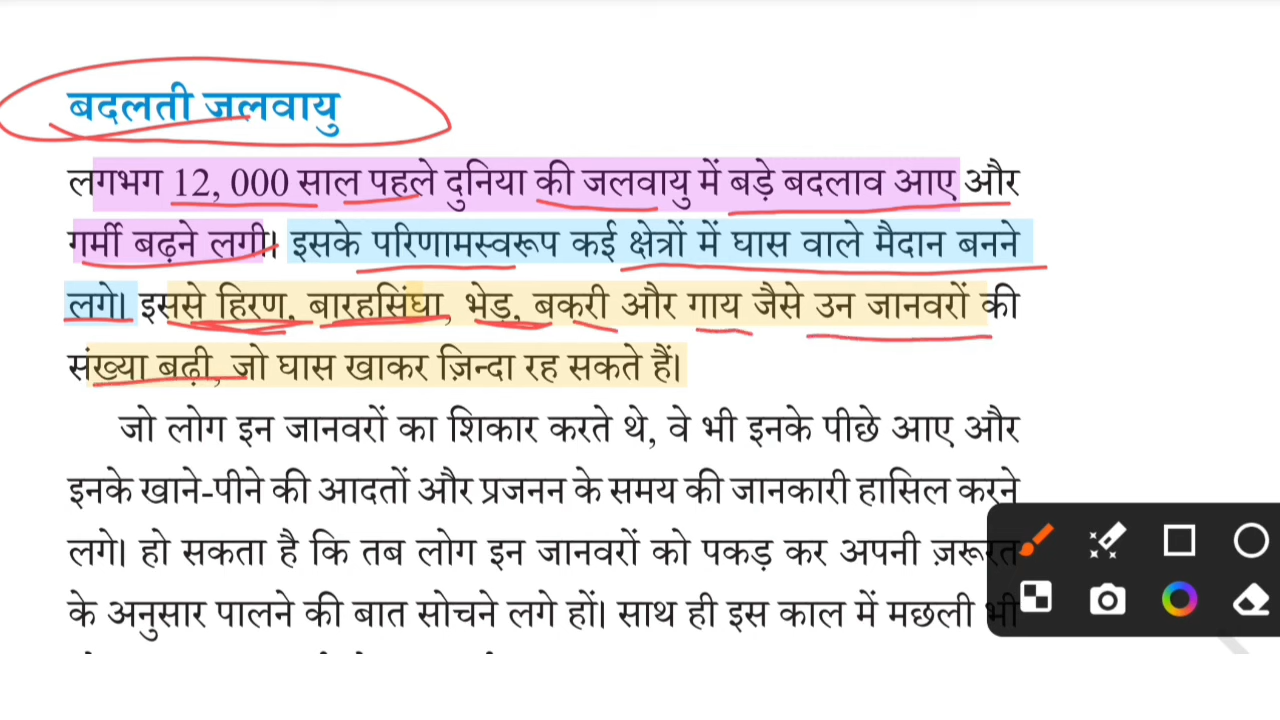 बदलती जलवायु
लगभग 12, 000 साल पहले दुनिया की जलवायु में बड़े बदलाव आए और
गर्मी बढ़ने लगी। इसके परिणामस्वरूप कई क्षेत्रों में घास वाले मैदान बनने
लगे। इससे हिरण, बारहसिंघा, भेड़, बकरी और गाय जैसे उन जानवरों की
संख्या बढ़ी, जो घास खाकर ज़िन्दा रह सकते हैं।
जो लोग इन जानवरों का शिकार करते थे, वे भी इनके पीछे आए और
इनके खाने-पीने की आदतों और प्रजनन के समय की जानकारी हासिल करने
लगे। हो सकता है कि तब लोग इन जानवरों को पकड़ कर अपनी ज़रूरत
के अनुसार पालने की बात सोचने लगे हों। साथ ही इस काल में मछली भी